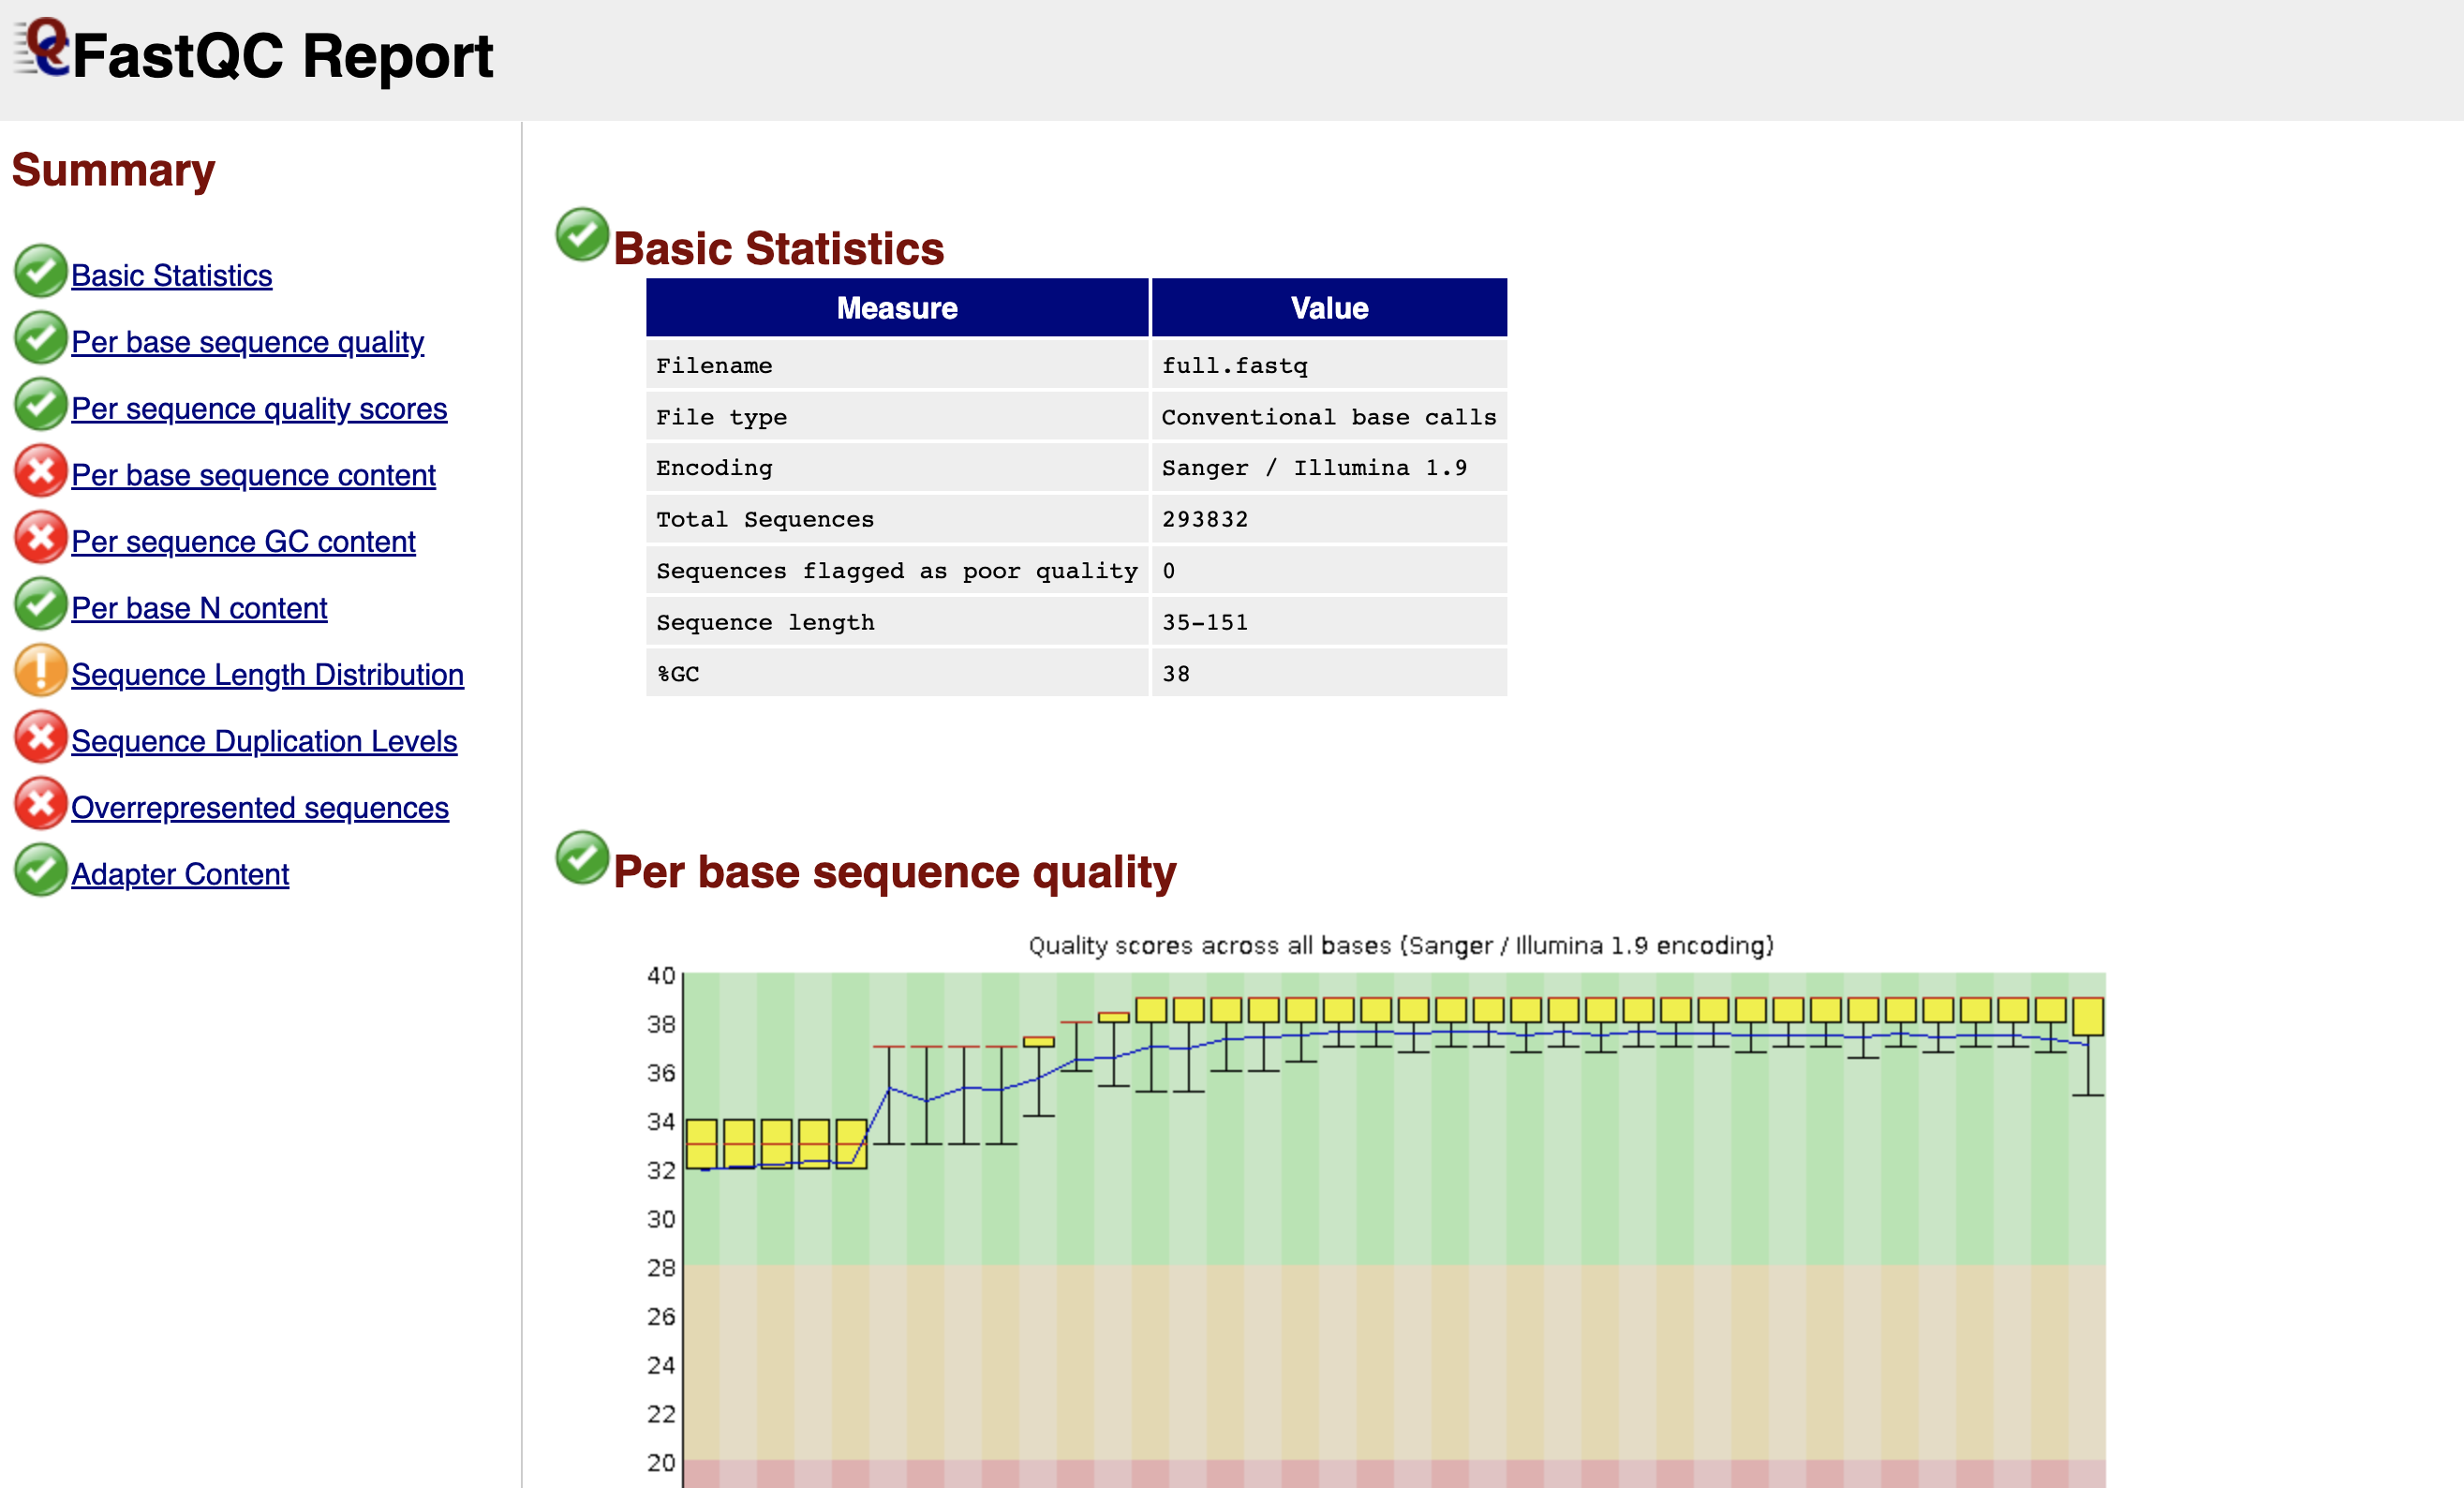 FastQC Report
Summary
Basic Statistics
Per base sequence quality
Per sequence quality scores
Per base sequence content
Per sequence GC content
Per base N content
Sequence Length Distribution
Sequence Duplication Levels
Overrepresented sequences
Adapter Content
Basic Statistics
Measure Value
Filename full.fastq
File type Conventional base calls
Encoding Sanger / Illumina 1.9
Total Sequences 293832
Sequences flagged as poor quality 0
Sequence length 35-151
%GC 38
Per base sequence quality
Quality scores across all bases (Sanger / Illumina 1.9 encoding)
40
38
36
34
32
30
28
26
24
22
20